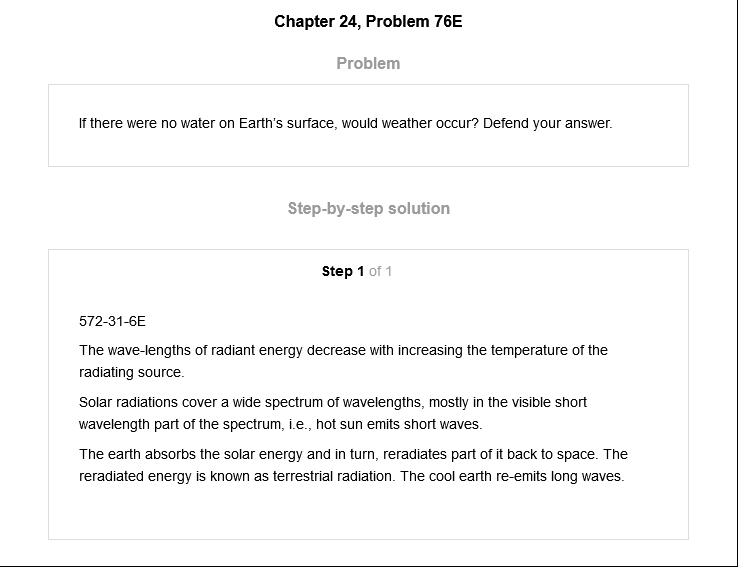 Chapter 24, Problem 76E
Problem
If there were no water on Earth's surface, would weather occur? Defend your answer.
Step-by-step solution
Step 1 of 1
572-31-6E
The wave-lengths of radiant energy decrease with increasing the temperature of the
radiating source.
Solar radiations cover a wide spectrum of wavelengths, mostly in the visible short
wavelength part of the spectrum, i.e., hot sun emits short waves.
The earth absorbs the solar energy and in turn, reradiates part of it back to space. The
reradiated energy is known as terrestrial radiation. The cool earth re-emits long waves.